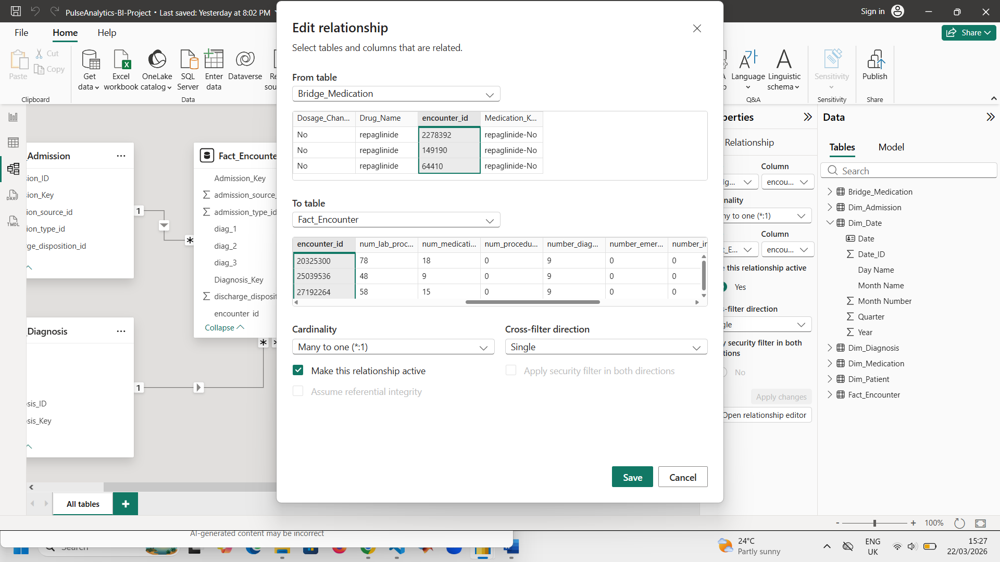 PulseAnalytics-BI-Project • Last saved: Yesterday at 8:02 PM
Sign in
File
Home
Help
Share
Paste
Cut
Copy
Clipboard
Get data
Excel workbook
OneLake catalog
SQL Server
Enter data
Dataverse
Data
Language
Linguistic schema
Q&A
Sensitivity
Sensitivity
Publish
Share
DAX
TMDL
_Admission
ion_ID
ion_Key
ion_source_id
ion_type_id
ge_disposition_id
1
*
_Diagnosis
sis_ID
sis_Key
1
*
Fact_Encounte
Admission_Key
admission_source_
admission_type_id
diag_1
diag_2
diag_3
Diagnosis_Key
discharge_disposit
encounter_id
Collapse
All tables
Edit relationship
Select tables and columns that are related.
From table
Bridge_Medication
Dosage_Chan... Drug_Name encounter_id Medication_K...
No repaglinide 2278392 repaglinide-No
No repaglinide 149190 repaglinide-No
No repaglinide 64410 repaglinide-No
To table
Fact_Encounter
encounter_id num_lab_proc... num_medicati... num_procedu... number_diag... number_emer... number_ir
20325300 78 18 0 9 0 0
25039536 48 9 0 9 0 0
27192264 58 15 0 9 0 0
Cardinality
Many to one (*:1)
Cross-filter direction
Single
Make this relationship active
Apply security filter in both directions
Assume referential integrity
Save
Cancel
perties
Relationship
Column
encou...
nality
ny to one (*:1)
Column
t_E...
encou...
this relationship active
Yes
-filter direction
gle
y security filter in both
tions
No
Apply changes
Open relationship editor
Data
Tables
Model
Search
Bridge_Medication
Dim_Admission
Dim_Date
Date
Date_ID
Day Name
Month Name
Month Number
Quarter
Year
Dim_Diagnosis
Dim_Medication
Dim_Patient
Fact_Encounter
- + 100%
AI-generated content may be incorrect
Search
24°C
Partly sunny
ENG
UK
15:27
22/03/2026